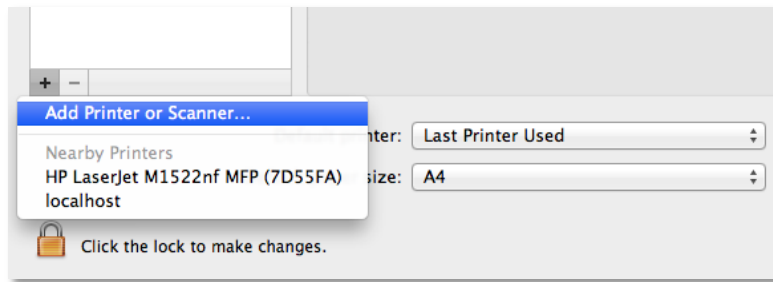 + −
Add Printer or Scanner...
nter: Last Printer Used
Nearby Printers
HP LaserJet M1522nf MFP (7D55FA) size: A4
localhost
Click the lock to make changes.